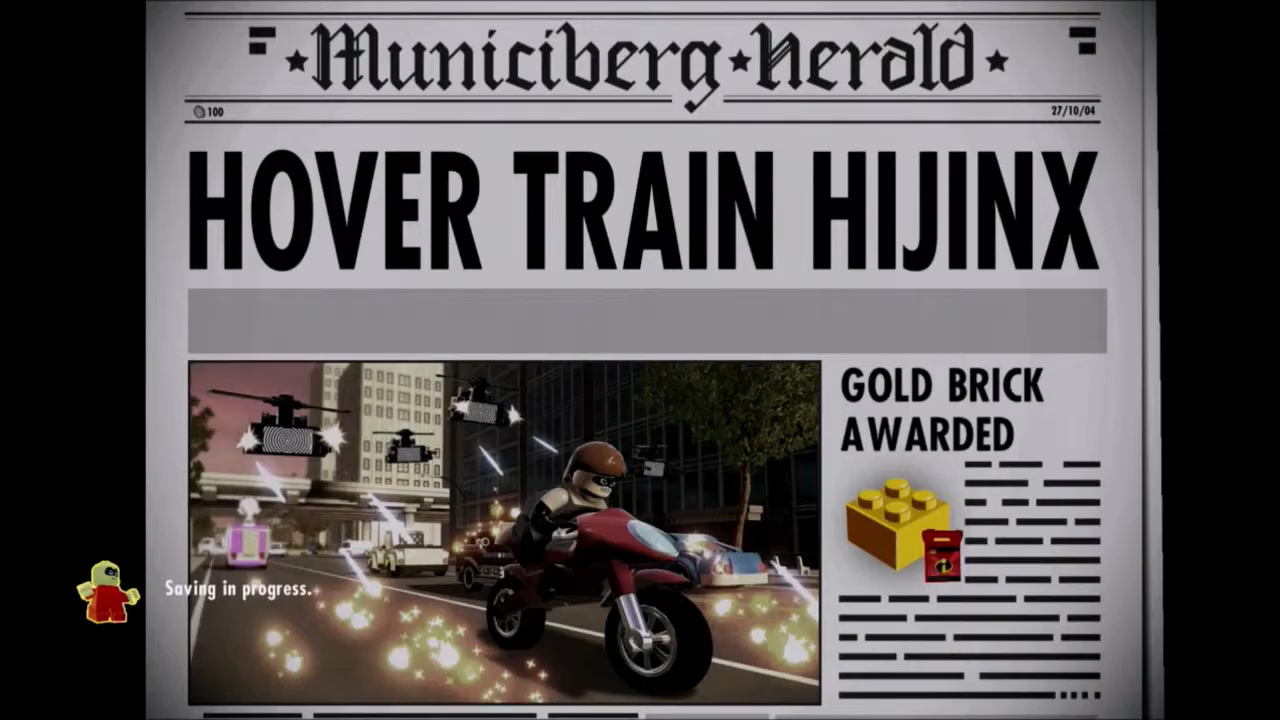 Municiberg Herald
100 27/10/04
HOVER TRAIN HIJINX
GOLD BRICK
AWARDED
Saving in progress.